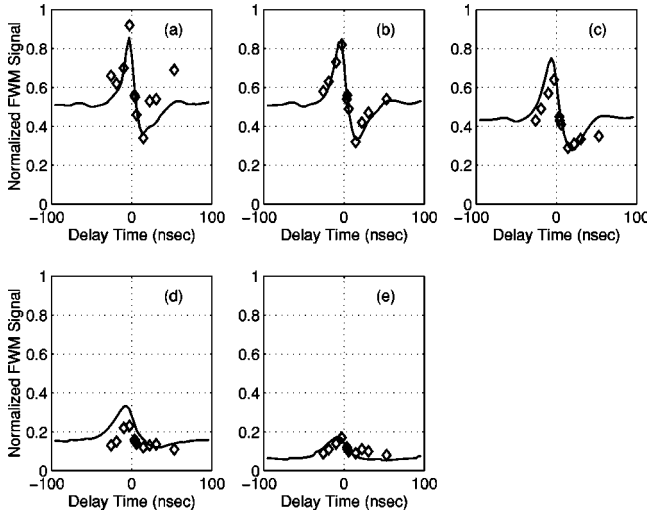 (a) (b) (c)
1 1 1
0.8 0.8 0.8
0.6 0.6 0.6
0.4 0.4 0.4
0.2 0.2 0.2
0 0 0
Normalized FWM Signal
−100 0 100 −100 0 100 −100 0 100
Delay Time (nsec) Delay Time (nsec) Delay Time (nsec)
(d) (e)
1 1
0.8 0.8
0.6 0.6
0.4 0.4
0.2 0.2
0 0
Normalized FWM Signal
−100 0 100 −100 0 100
Delay Time (nsec) Delay Time (nsec)